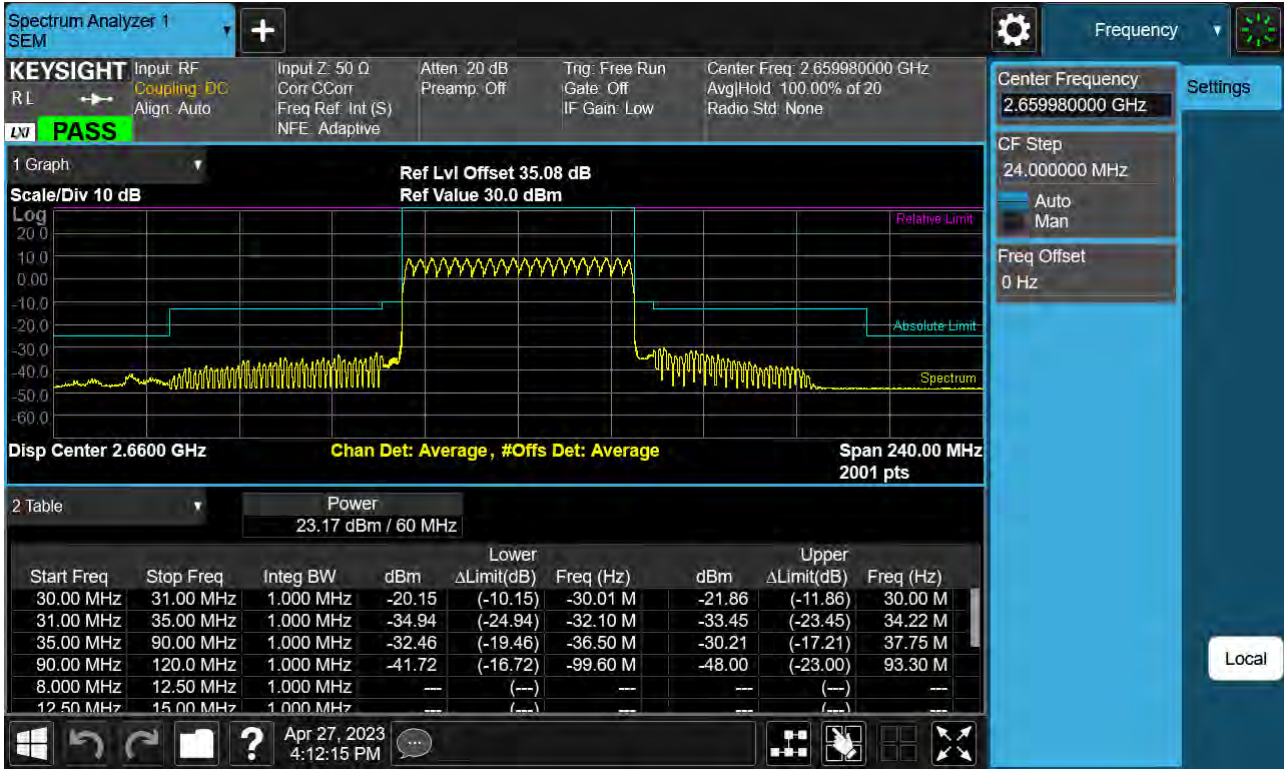 Spectrum Analyzer 1
SEM
Frequency
KEYSIGHT
R L
LXI
PASS
Input: RF
Coupling: DC
Align: Auto
Input Z: 50 Ω
Corr CCorr
Freq Ref: Int (S)
NFE: Adaptive
Atten: 20 dB
Preamp: Off
Trig: Free Run
Gate: Off
IF Gain: Low
Center Freq: 2.659980000 GHz
Avg|Hold: 100.00% of 20
Radio Std: None
Center Frequency
2.659980000 GHz
Settings
CF Step
24.000000 MHz
Auto
Man
Freq Offset
0 Hz
1 Graph
Scale/Div 10 dB
Ref Lvl Offset 35.08 dB
Ref Value 30.0 dBm
Log
20.0
10.0
0.00
-10.0
-20.0
-30.0
-40.0
-50.0
-60.0
Relative Limit
Absolute Limit
Spectrum
Disp Center 2.6600 GHz
Chan Det: Average , #Offs Det: Average
Span 240.00 MHz
2001 pts
2 Table
Power
23.17 dBm / 60 MHz
Lower Upper
Start Freq Stop Freq Integ BW dBm ∆Limit(dB) Freq (Hz) dBm ∆Limit(dB) Freq (Hz)
30.00 MHz 31.00 MHz 1.000 MHz -20.15 (-10.15) -30.01 M -21.86 (-11.86) 30.00 M
31.00 MHz 35.00 MHz 1.000 MHz -34.94 (-24.94) -32.10 M -33.45 (-23.45) 34.22 M
35.00 MHz 90.00 MHz 1.000 MHz -32.46 (-19.46) -36.50 M -30.21 (-17.21) 37.75 M
90.00 MHz 120.0 MHz 1.000 MHz -41.72 (-16.72) -99.60 M -48.00 (-23.00) 93.30 M
8.000 MHz 12.50 MHz 1.000 MHz --- (---) --- --- (---) ---
12.50 MHz 15.00 MHz 1.000 MHz --- (---) --- --- (---) ---
Local
?
Apr 27, 2023
4:12:15 PM